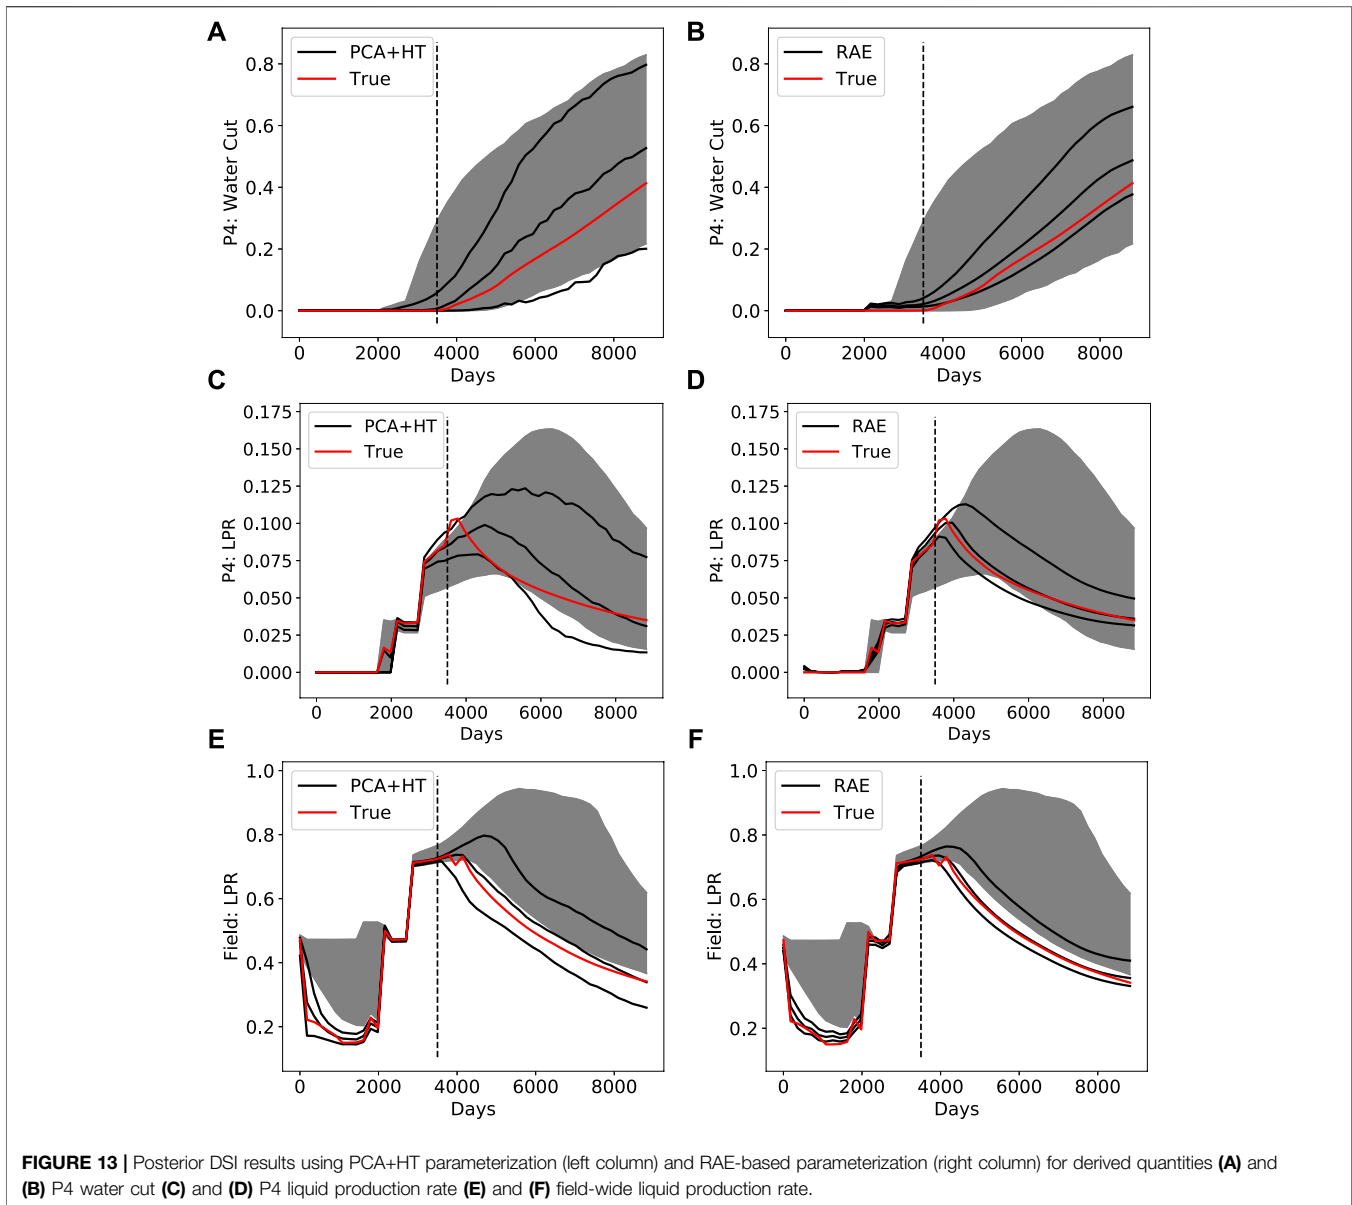 A
PCA+HT
True
P4: Water Cut
0.8
0.6
0.4
0.2
0.0
0 2000 4000 6000 8000
Days
B
RAE
True
P4: Water Cut
0.8
0.6
0.4
0.2
0.0
0 2000 4000 6000 8000
Days
C
PCA+HT
True
P4: LPR
0.175
0.150
0.125
0.100
0.075
0.050
0.025
0.000
0 2000 4000 6000 8000
Days
D
RAE
True
P4: LPR
0.175
0.150
0.125
0.100
0.075
0.050
0.025
0.000
0 2000 4000 6000 8000
Days
E
PCA+HT
True
Field: LPR
1.0
0.8
0.6
0.4
0.2
0 2000 4000 6000 8000
Days
F
RAE
True
Field: LPR
1.0
0.8
0.6
0.4
0.2
0 2000 4000 6000 8000
Days
FIGURE 13 | Posterior DSI results using PCA+HT parameterization (left column) and RAE-based parameterization (right column) for derived quantities (A) and
(B) P4 water cut (C) and (D) P4 liquid production rate (E) and (F) field-wide liquid production rate.